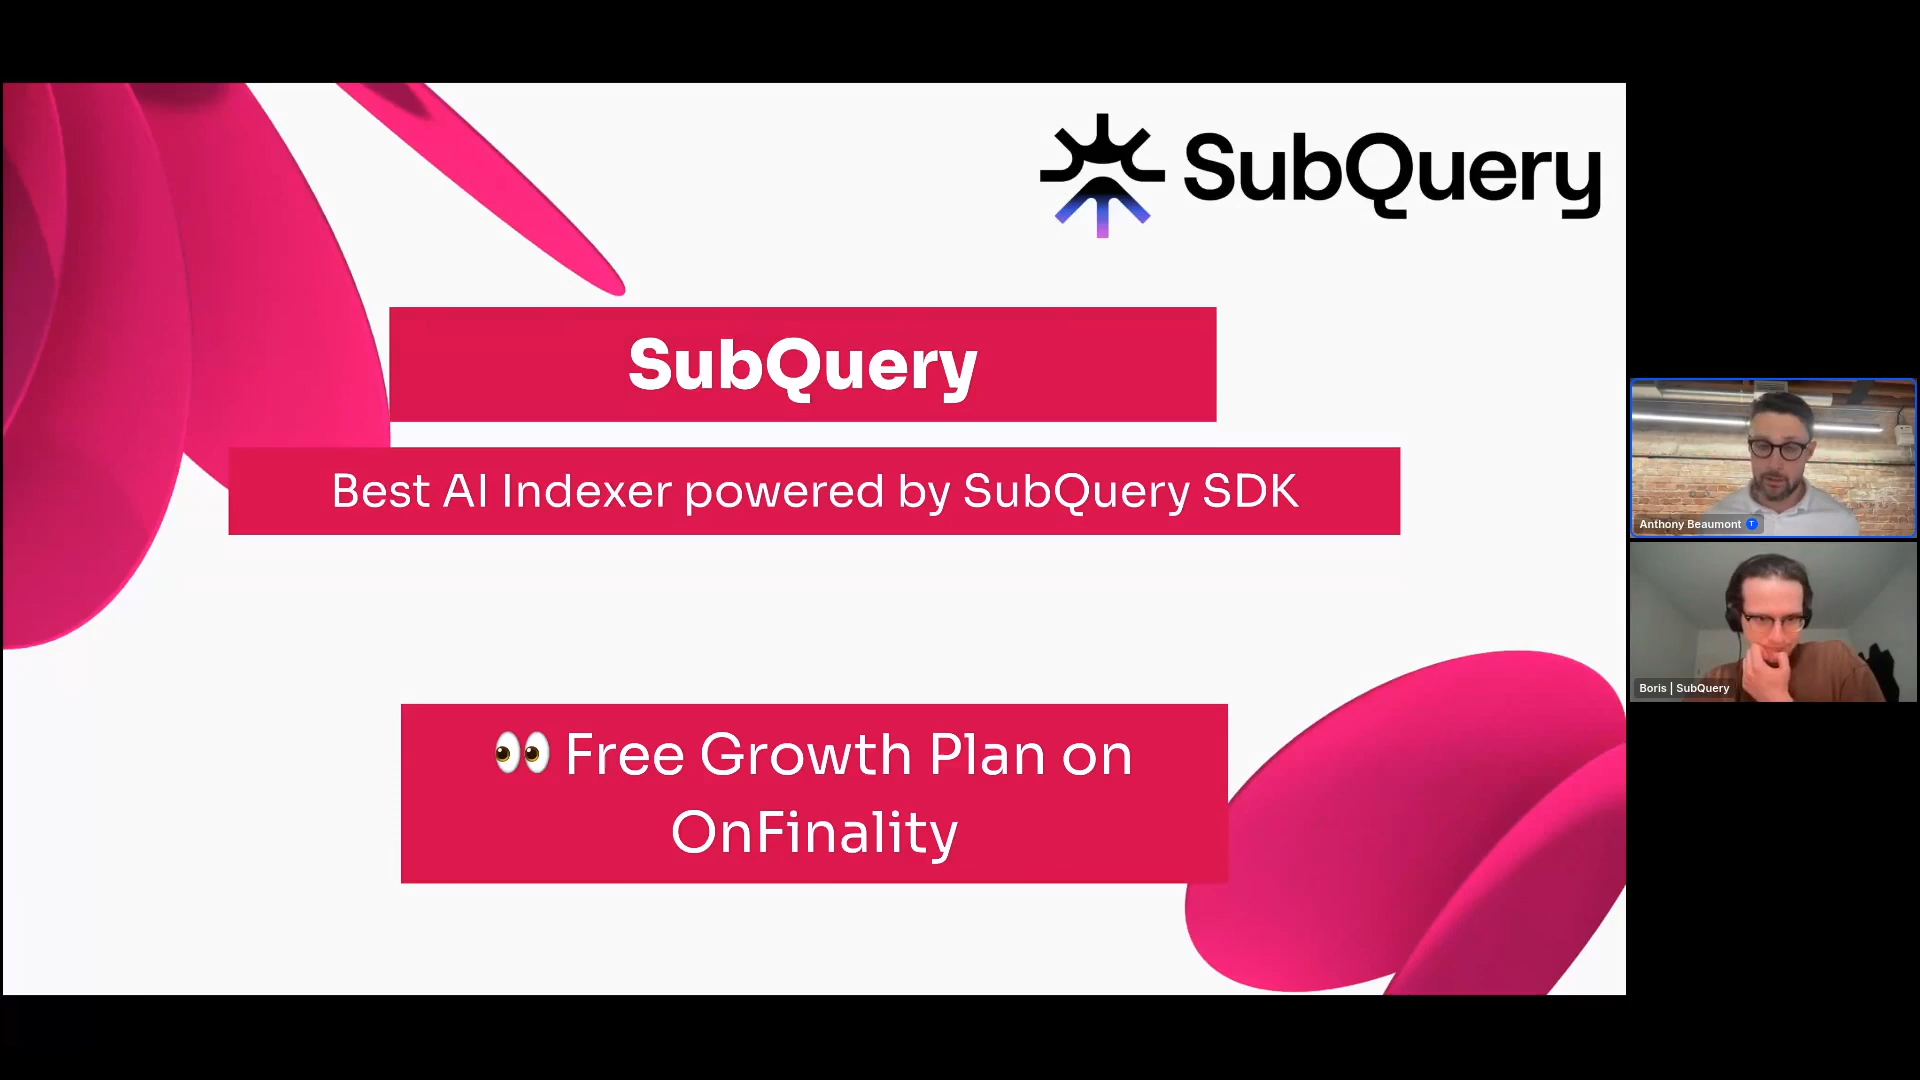 SubQuery
SubQuery
Best AI Indexer powered by SubQuery SDK
👀 Free Growth Plan on
OnFinality
Anthony Beaumont
T
Boris | SubQuery